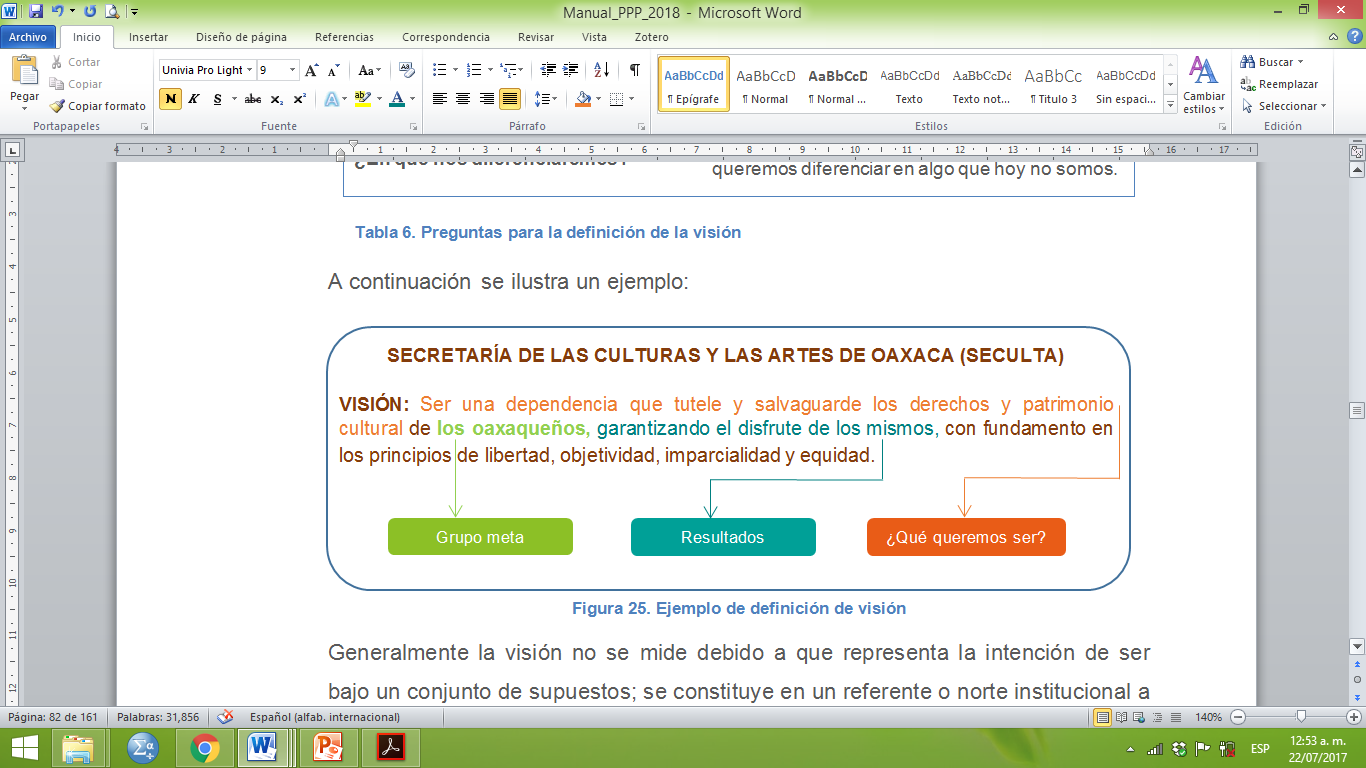 Manual_PPP_2018 - Microsoft Word
Archivo Inicio Insertar Diseño de página Referencias Correspondencia Revisar Vista Zotero
Pegar
Cortar
Copiar
Copiar formato
Portapapeles
Univia Pro Light 9
Fuente
Párrafo
AaBbCcDd AaBbCcD AaBbCcD AaBbCcDd AaBbCcDd AaBbCc AaBbCcDd
¶ Epígrafe ¶ Normal ¶ Normal ... Texto Texto not... ¶ Titulo 3 Sin espaci...
Estilos
Cambiar estilos
Buscar
Reemplazar
Seleccionar
Edición
queremos diferenciar en algo que hoy no somos.
Tabla 6. Preguntas para la definición de la visión
A continuación se ilustra un ejemplo:
SECRETARÍA DE LAS CULTURAS Y LAS ARTES DE OAXACA (SECULTA)
VISIÓN: Ser una dependencia que tutele y salvaguarde los derechos y patrimonio
cultural de los oaxaqueños, garantizando el disfrute de los mismos, con fundamento en
los principios de libertad, objetividad, imparcialidad y equidad.
Grupo meta
Resultados
¿Qué queremos ser?
Figura 25. Ejemplo de definición de visión
Generalmente la visión no se mide debido a que representa la intención de ser
bajo un conjunto de supuestos; se constituye en un referente o norte institucional a
Página: 82 de 161 Palabras: 31,856 Español (alfab. internacional) 140%
ESP
12:53 a. m.
22/07/2017